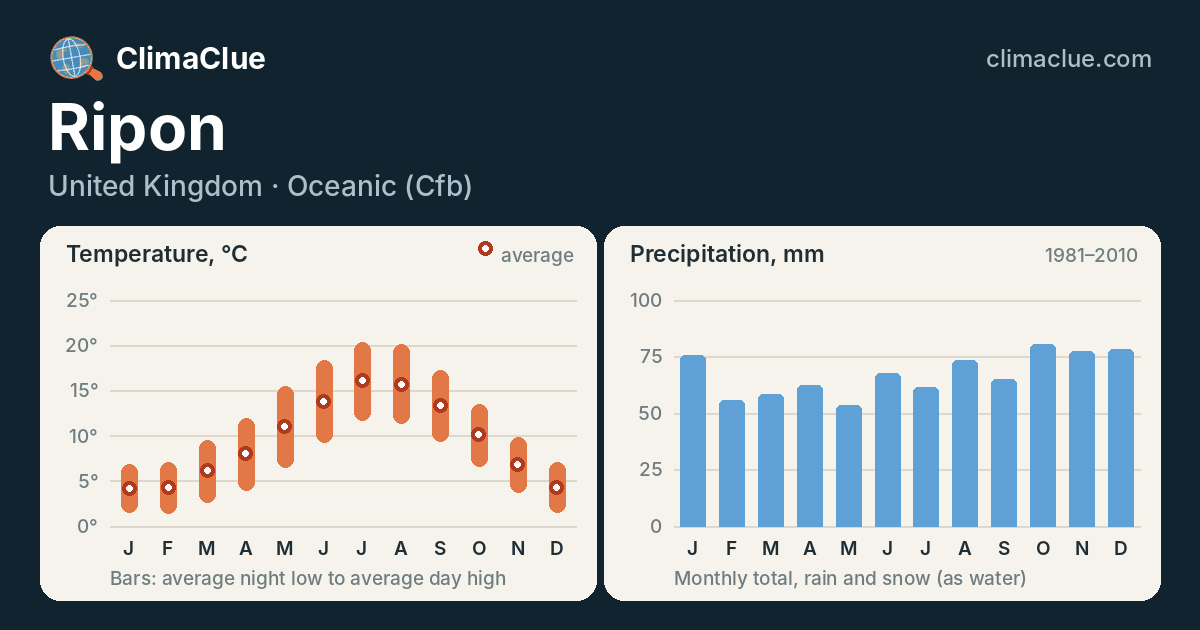 ClimaClue
climaclue.com
Ripon
United Kingdom · Oceanic (Cfb)
Temperature, °C
average
25°
20°
15°
10°
5°
0°
J F M A M J J A S O N D
Bars: average night low to average day high
Precipitation, mm
1981–2010
100
75
50
25
0
J F M A M J J A S O N D
Monthly total, rain and snow (as water)